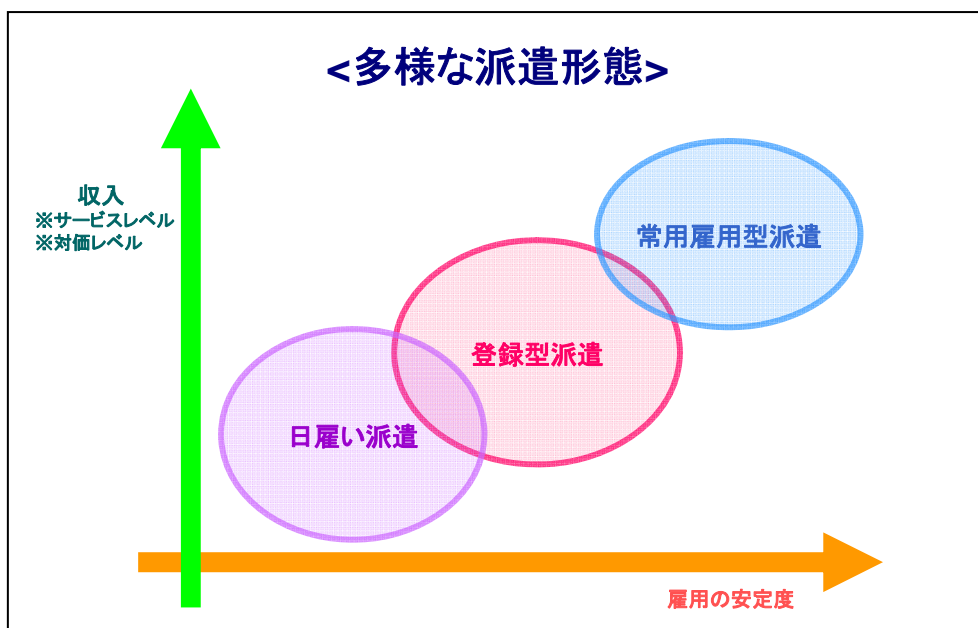 <多様な派遣形態>
収入
※サービスレベル
※対価レベル
常用雇用型派遣
登録型派遣
日雇い派遣
雇用の安定度